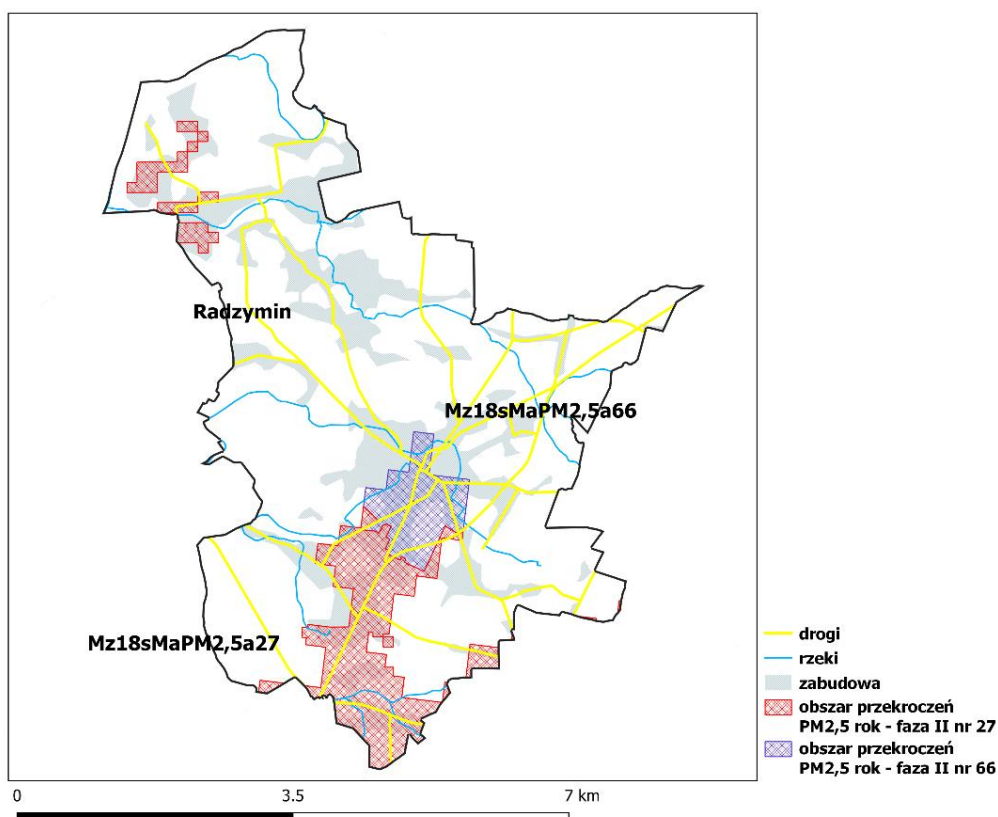 Radzymin
Mz18sMaPM2,5a66
Mz18sMaPM2,5a27
drogi
rzeki
zabudowa
obszar przekroczeń
PM2,5 rok - faza II nr 27
obszar przekroczeń
PM2,5 rok - faza II nr 66
0 3.5 7 km